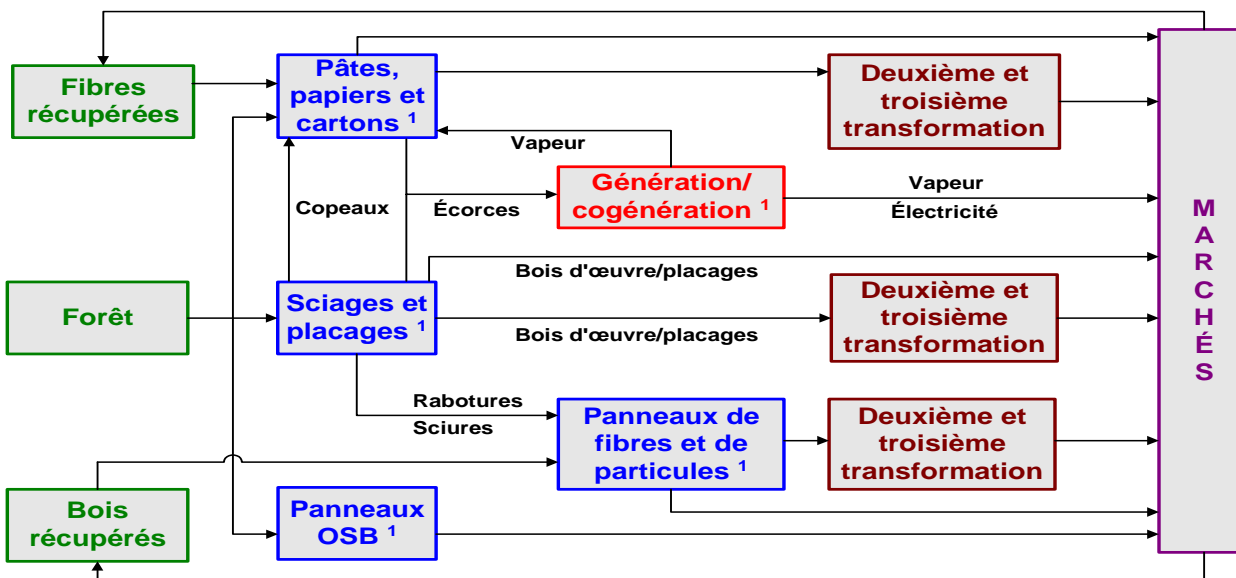 Fibres
récupérées
Pâtes,
papiers et
cartons ¹
Deuxième et
troisième
transformation
Vapeur
Copeaux
Écorces
Génération/
cogénération ¹
Vapeur
Électricité
Bois d'œuvre/placages
Forêt
Sciages et
placages ¹
Bois d'œuvre/placages
Deuxième et
troisième
transformation
Rabotures
Sciures
Panneaux de
fibres et de
particules ¹
Deuxième et
troisième
transformation
Bois
récupérés
Panneaux
OSB ¹
M
A
R
C
H
É
S